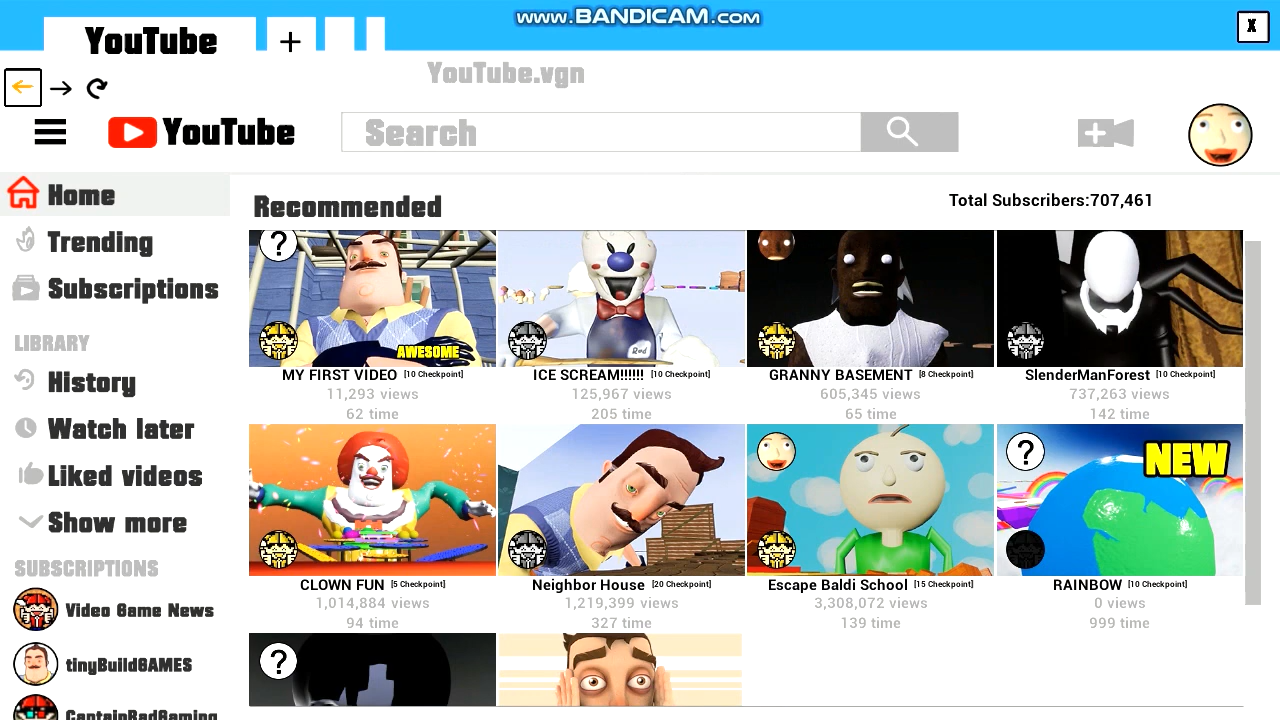 www.BANDICAM.com
YouTube
+
X
YouTube.vgn
YouTube
Search
Home
Trending
Subscriptions
LIBRARY
History
Watch later
Liked videos
Show more
SUBSCRIPTIONS
Video Game News
tinyBuildGAMES
CaptainBadGaming
Recommended
Total Subscribers:707,461
?
AWESOME
MY FIRST VIDEO [10 Checkpoint]
11,293 views
62 time
Rod
ICE SCREAM!!!!!! [10 Checkpoint]
125,967 views
205 time
GRANNY BASEMENT [8 Checkpoint]
605,345 views
65 time
SlenderManForest [10 Checkpoint]
737,263 views
142 time
CLOWN FUN [5 Checkpoint]
1,014,884 views
94 time
Neighbor House [20 Checkpoint]
1,219,399 views
327 time
Escape Baldi School [15 Checkpoint]
3,308,072 views
139 time
?
NEW
RAINBOW [10 Checkpoint]
0 views
999 time
?